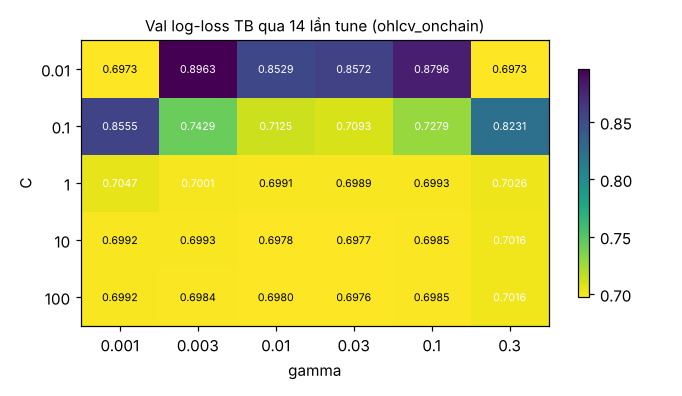 Val log-loss TB qua 14 lần tune (ohlcv_onchain)
0.01 0.6973 0.8963 0.8529 0.8572 0.8796 0.6973
0.1 0.8555 0.7429 0.7125 0.7093 0.7279 0.8231
1 0.7047 0.7001 0.6991 0.6989 0.6993 0.7026
10 0.6992 0.6993 0.6978 0.6977 0.6985 0.7016
100 0.6992 0.6984 0.6980 0.6976 0.6985 0.7016
0.001 0.003 0.01 0.03 0.1 0.3
gamma
C
0.85
0.80
0.75
0.70